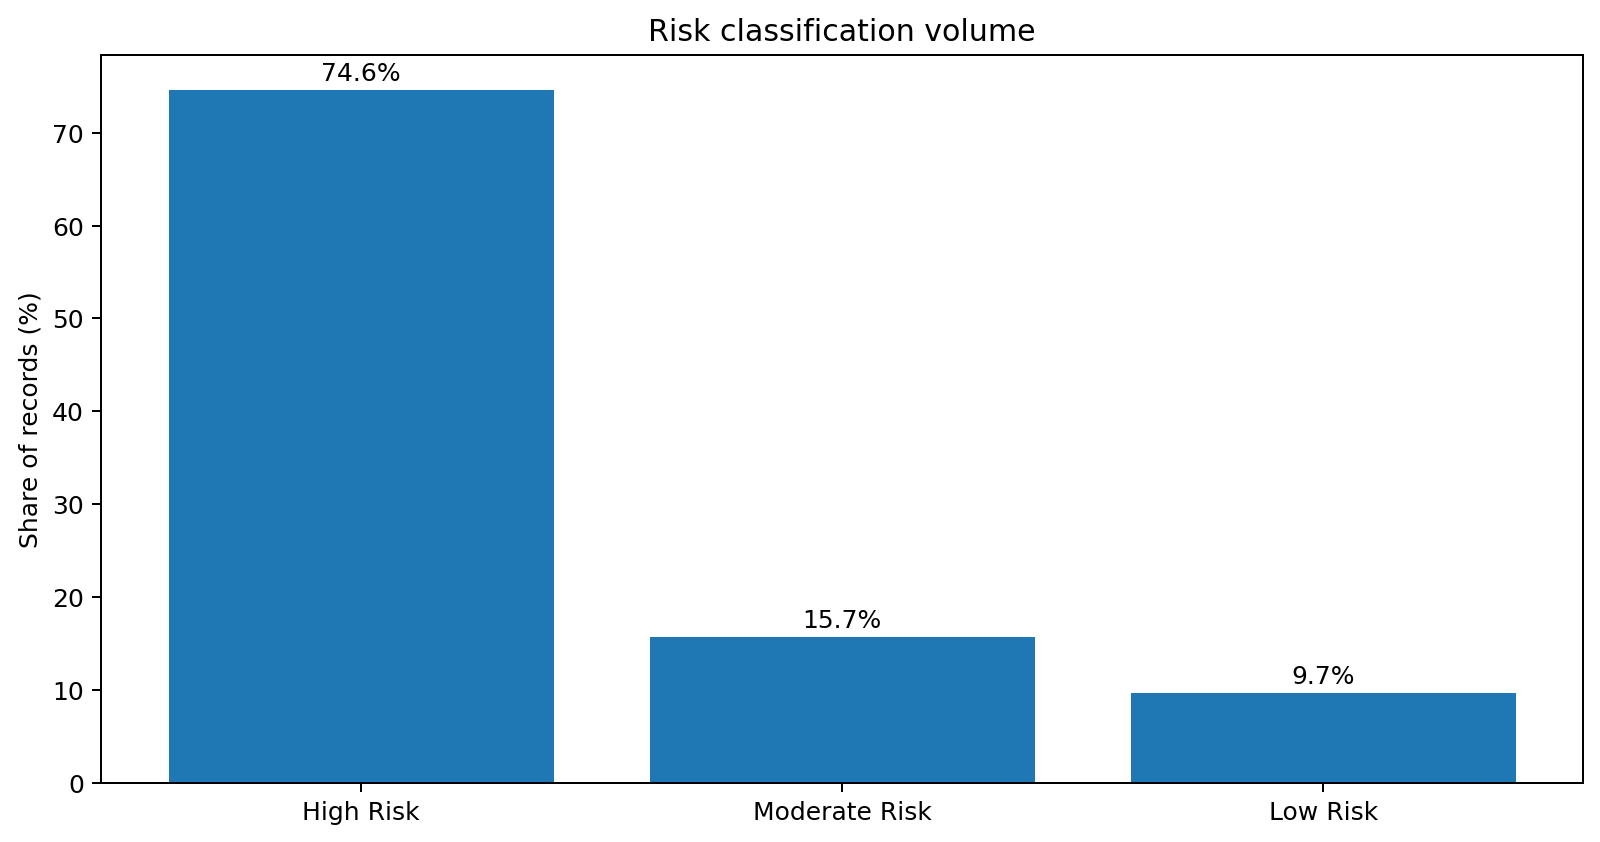 Risk classification volume
74.6%
15.7%
9.7%
Share of records (%)
70
60
50
40
30
20
10
0
High Risk
Moderate Risk
Low Risk